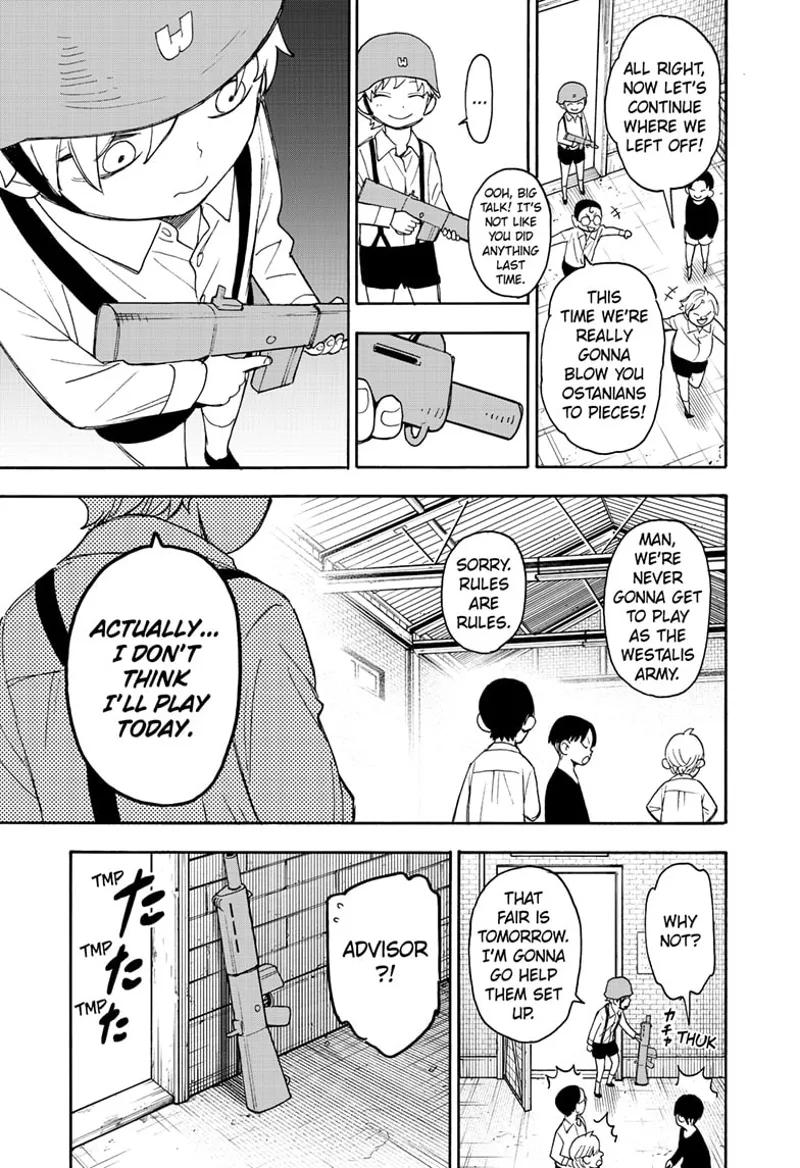 ALL RIGHT,
NOW LET'S
CONTINUE
WHERE WE
LEFT OFF!
THIS
TIME WE'RE
REALLY
GONNA
BLOW YOU
OSTANIANS
TO PIECES!
...
OOH, BIG
TALK! IT'S
NOT LIKE
YOU DID
ANYTHING
LAST
TIME.
W
W
MAN,
WE'RE
NEVER
GONNA GET
TO PLAY
AS THE
WESTALIS
ARMY.
SORRY.
RULES
ARE
RULES.
ACTUALLY...
I DON'T
THINK
I'LL PLAY
TODAY.
WHY
NOT?
THAT
FAIR IS
TOMORROW.
I'M GONNA
GO HELP
THEM SET
UP.
カチャ
THUK
ADVISOR
?!
TMP
た
TMP
た
TMP
た